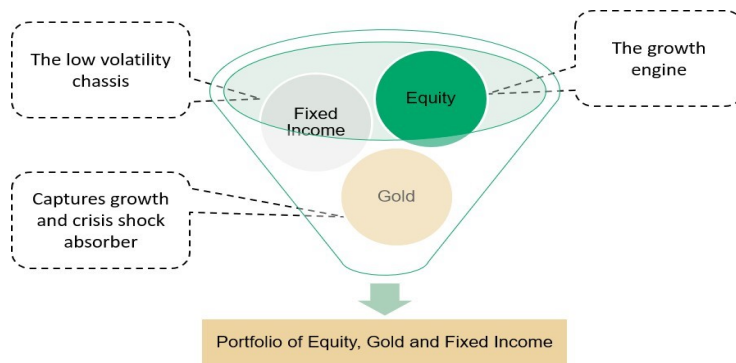 The low volatility
chassis
The growth
engine
Equity
Fixed
Income
Gold
Captures growth
and crisis shock
absorber
Portfolio of Equity, Gold and Fixed Income